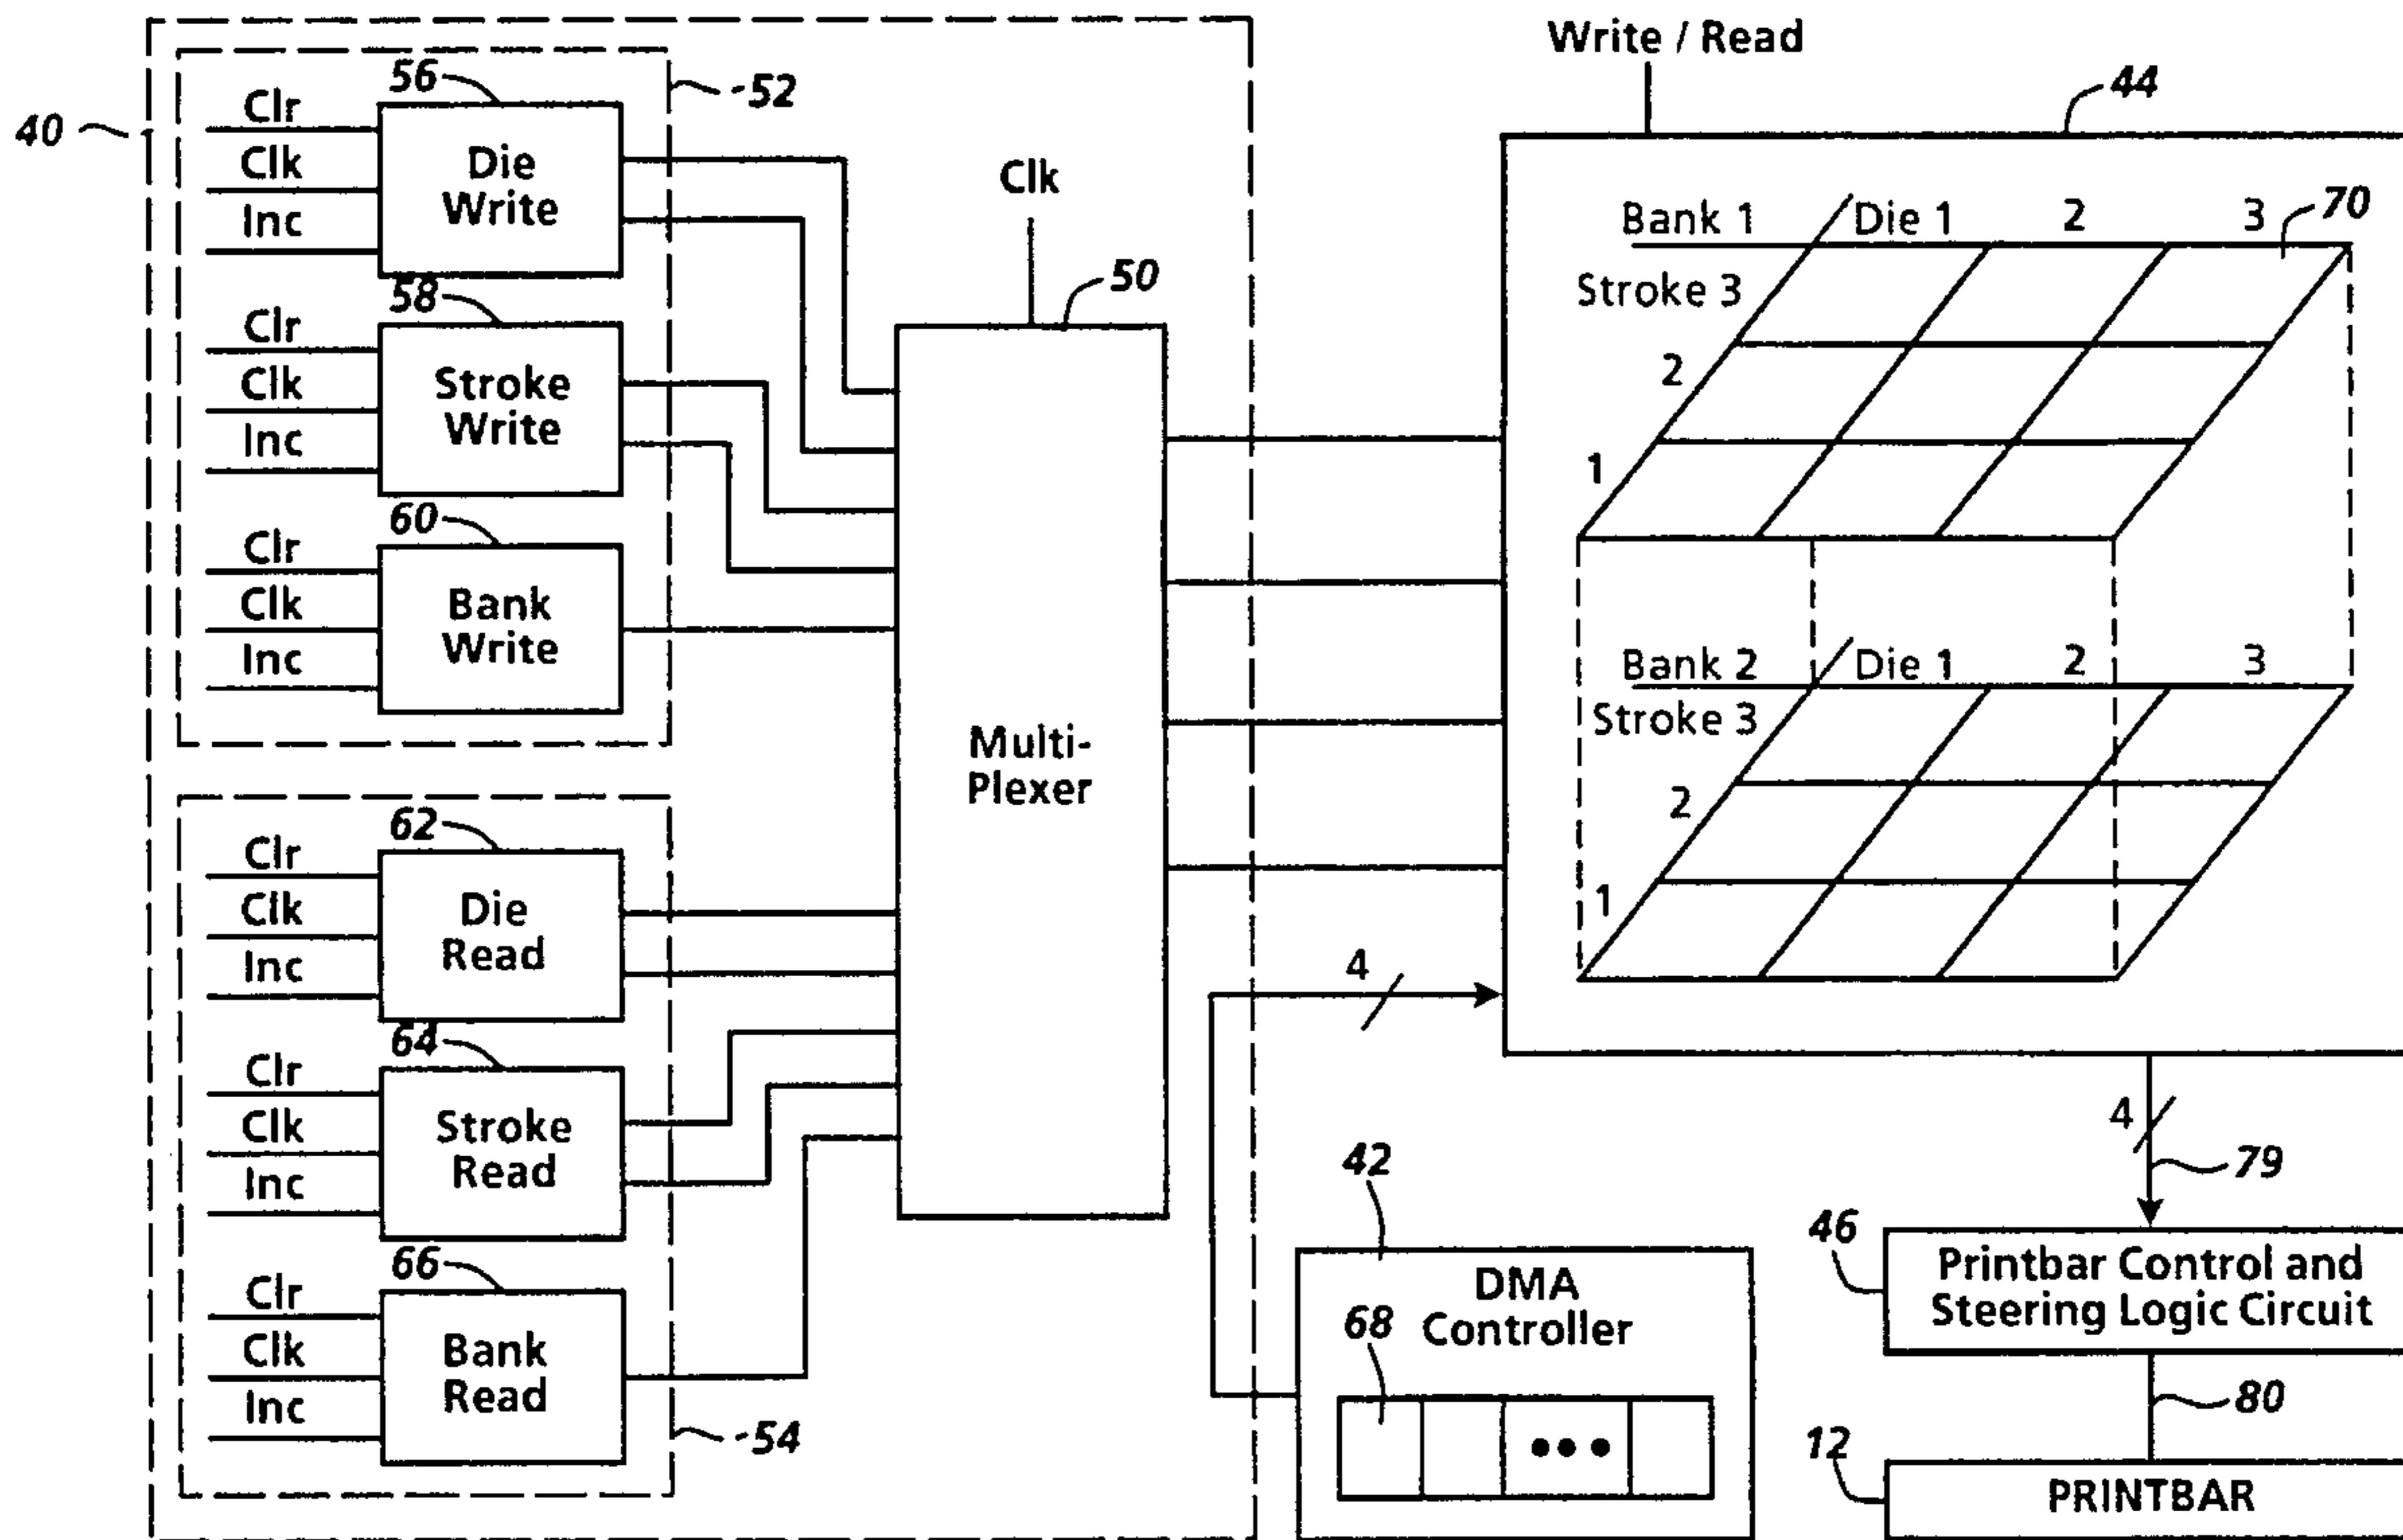 40
52
56
Clr
Clk
Inc
Die
Write
58
Clr
Clk
Inc
Stroke
Write
60
Clr
Clk
Inc
Bank
Write
62
Clr
Clk
Inc
Die
Read
64
Clr
Clk
Inc
Stroke
Read
66
Clr
Clk
Inc
Bank
Read
54
Clk
50
Multi-
Plexer
Write / Read
44
Bank 1 Die 1 2 3 70
Stroke 3
2
1
Bank 2 Die 1 2 3
Stroke 3
2
1
4
42
DMA
Controller
68
4
79
46
Printbar Control and
Steering Logic Circuit
80
12
PRINTBAR